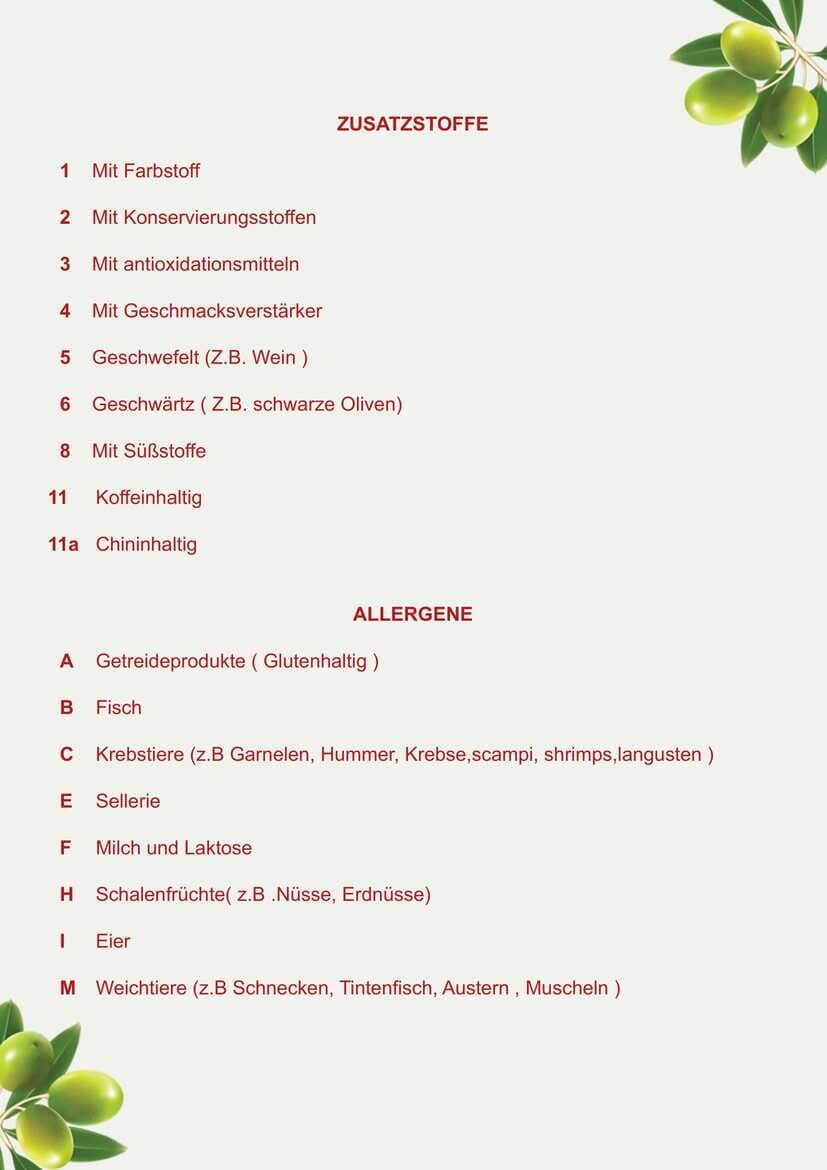 ZUSATZSTOFFE
1 Mit Farbstoff
2 Mit Konservierungsstoffen
3 Mit antioxidationsmitteln
4 Mit Geschmacksverstärker
5 Geschwefelt (Z.B. Wein )
6 Geschwärtz ( Z.B. schwarze Oliven)
8 Mit Süßstoffe
11 Koffeinhaltig
11a Chininhaltig
ALLERGENE
A Getreideprodukte ( Glutenhaltig )
B Fisch
C Krebstiere (z.B Garnelen, Hummer, Krebse,scampi, shrimps,langusten )
E Sellerie
F Milch und Laktose
H Schalenfrüchte( z.B .Nüsse, Erdnüsse)
I Eier
M Weichtiere (z.B Schnecken, Tintenfisch, Austern , Muscheln )